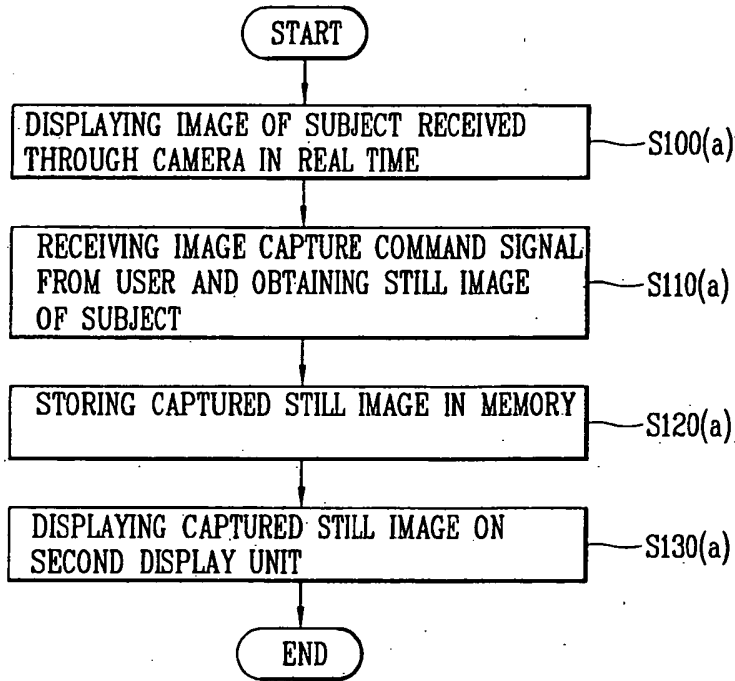 START
DISPLAYING IMAGE OF SUBJECT RECEIVED
THROUGH CAMERA IN REAL TIME
S100(a)
RECEIVING IMAGE CAPTURE COMMAND SIGNAL
FROM USER AND OBTAINING STILL IMAGE
OF SUBJECT
S110(a)
STORING CAPTURED STILL IMAGE IN MEMORY
S120(a)
DISPLAYING CAPTURED STILL IMAGE ON
SECOND DISPLAY UNIT
S130(a)
END